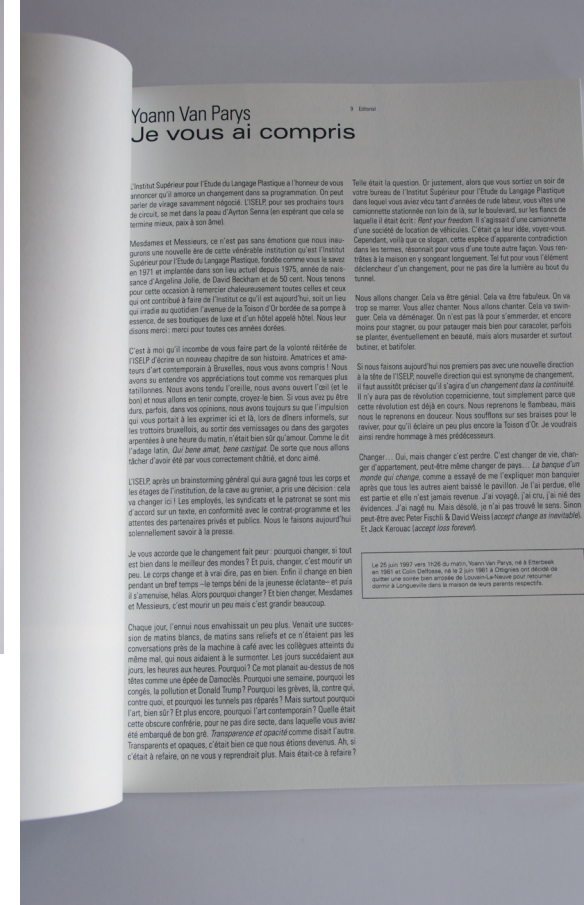 Yoann Van Parys
Je vous ai compris
9 Editorial
L'Institut Supérieur pour l'Etude du Langage Plastique a l'honneur de vous
annoncer qu'il amorce un changement dans sa programmation. On peut
parler de virage savamment négocié. L'ISELP, pour ses prochains tours
de circuit, se met dans la peau d'Ayrton Senna (en espérant que cela se
termine mieux, paix à son âme).
Mesdames et Messieurs, ce n'est pas sans émotions que nous inau-
gurons une nouvelle ère de cette vénérable institution qu'est l'Institut
Supérieur pour l'Etude du Langage Plastique, fondée comme vous le savez
en 1971 et implantée dans son lieu actuel depuis 1975, année de nais-
sance d'Angelina Jolie, de David Beckham et de 50 cent. Nous tenons
pour cette occasion à remercier chaleureusement toutes celles et ceux
qui ont contribué à faire de l'Institut ce qu'il est aujourd'hui, soit un lieu
qui irradie au quotidien l'avenue de la Toison d'Or bordée de sa pompe à
essence, de ses boutiques de luxe et d'un hôtel appelé hôtel. Nous leur
disons merci : merci pour toutes ces années dorées.
C'est à moi qu'il incombe de vous faire part de la volonté réitérée de
l'ISELP d'écrire un nouveau chapitre de son histoire. Amatrices et ama-
teurs d'art contemporain à Bruxelles, nous vous avons compris ! Nous
avons su entendre vos appréciations tout comme vos remarques plus
tatillonnes. Nous avons tendu l'oreille, nous avons ouvert l'œil (et le
bon) et nous allons en tenir compte, croyez-le bien. Si vous avez pu être
durs, parfois, dans vos opinions, nous avons toujours su que l'impulsion
qui vous portait à les exprimer ici et là, lors de dîners informels, sur
les trottoirs bruxellois, au sortir des vernissages ou dans des gargotes
arpentées à une heure du matin, n'était bien sûr qu'amour. Comme le dit
l'adage latin, Qui bene amat, bene castigat. De sorte que nous allons
tâcher d'avoir été par vous correctement châtié, et donc aimé.
L'ISELP, après un brainstorming général qui aura gagné tous les corps et
les étages de l'institution, de la cave au grenier, a pris une décision : cela
va changer ici ! Les employés, les syndicats et le patronat se sont mis
d'accord sur un texte, en conformité avec le contrat-programme et les
attentes des partenaires privés et publics. Nous le faisons aujourd'hui
solennellement savoir à la presse.
Je vous accorde que le changement fait peur : pourquoi changer, si tout
est bien dans le meilleur des mondes ? Et puis, changer, c'est mourir un
peu. Le corps change et à vrai dire, pas en bien. Enfin il change en bien
pendant un bref temps –le temps béni de la jeunesse éclatante– et puis
il s'amenuise, hélas. Alors pourquoi changer ? Et bien changer, Mesdames
et Messieurs, c'est mourir un peu mais c'est grandir beaucoup.
Chaque jour, l'ennui nous envahissait un peu plus. Venait une succes-
sion de matins blancs, de matins sans reliefs et ce n'étaient pas les
conversations près de la machine à café avec les collègues atteints du
même mal, qui nous aidaient à le surmonter. Les jours succédaient aux
jours, les heures aux heures. Pourquoi ? Ce mot planait au-dessus de nos
têtes comme une épée de Damoclès. Pourquoi une semaine, pourquoi les
congés, la pollution et Donald Trump ? Pourquoi les grèves, là, contre qui,
contre quoi, et pourquoi les tunnels pas réparés ? Mais surtout pourquoi
l'art, bien sûr ? Et plus encore, pourquoi l'art contemporain ? Quelle était
cette obscure confrérie, pour ne pas dire secte, dans laquelle vous aviez
été embarqué de bon gré. Transparence et opacité comme disait l'autre.
Transparents et opaques, c'était bien ce que nous étions devenus. Ah, si
c'était à refaire, on ne vous y reprendrait plus. Mais était-ce à refaire ?
Telle était la question. Or justement, alors que vous sortiez un soir de
votre bureau de l'Institut Supérieur pour l'Etude du Langage Plastique
dans lequel vous aviez vécu tant d'années de rude labeur, vous vîtes une
camionnette stationnée non loin de là, sur le boulevard, sur les flancs de
laquelle il était écrit : Rent your freedom. Il s'agissait d'une camionnette
d'une société de location de véhicules. C'était ça leur idée, voyez-vous.
Cependant, voilà que ce slogan, cette espèce d'apparente contradiction
dans les termes, résonnait pour vous d'une toute autre façon. Vous ren-
trâtes à la maison en y songeant longuement. Tel fut pour vous l'élément
déclencheur d'un changement, pour ne pas dire la lumière au bout du
tunnel.
Nous allons changer. Cela va être génial. Cela va être fabuleux. On va
trop se marrer. Vous allez chanter. Nous allons chanter. Cela va swin-
guer. Cela va déménager. On n'est pas là pour s'emmerder, et encore
moins pour stagner, ou pour patauger mais bien pour caracoler, parfois
se planter, éventuellement en beauté, mais alors musarder et surtout
butiner, et batifoler.
Si nous faisons aujourd'hui nos premiers pas avec une nouvelle direction
à la tête de l'ISELP, nouvelle direction qui est synonyme de changement,
il faut aussitôt préciser qu'il s'agira d'un changement dans la continuité.
Il n'y aura pas de révolution copernicienne, tout simplement parce que
cette révolution est déjà en cours. Nous reprenons le flambeau, mais
nous le reprenons en douceur. Nous soufflons sur ses braises pour le
raviver, pour qu'il éclaire un peu plus encore la Toison d'Or. Je voudrais
ainsi rendre hommage à mes prédécesseurs.
Changer… Oui, mais changer c'est perdre. C'est changer de vie, chan-
ger d'appartement, peut-être même changer de pays… La banque d'un
monde qui change, comme a essayé de me l'expliquer mon banquier
après que tous les autres aient baissé le pavillon. Je l'ai perdue, elle
est partie et elle n'est jamais revenue. J'ai voyagé, j'ai cru, j'ai nié des
évidences. J'ai nagé nu. Mais désolé, je n'ai pas trouvé le sens. Sinon
peut-être avec Peter Fischli & David Weiss (accept change as inevitable).
Et Jack Kerouac (accept loss forever).
Le 25 juin 1997 vers 1h26 du matin, Yoann Van Parys, né à Etterbeek
en 1981 et Colin Delfosse, né le 2 juin 1981 à Ottignies ont décidé de
quitter une soirée bien arrosée de Louvain-La-Neuve pour retourner
dormir à Longueville dans la maison de leurs parents respectifs.